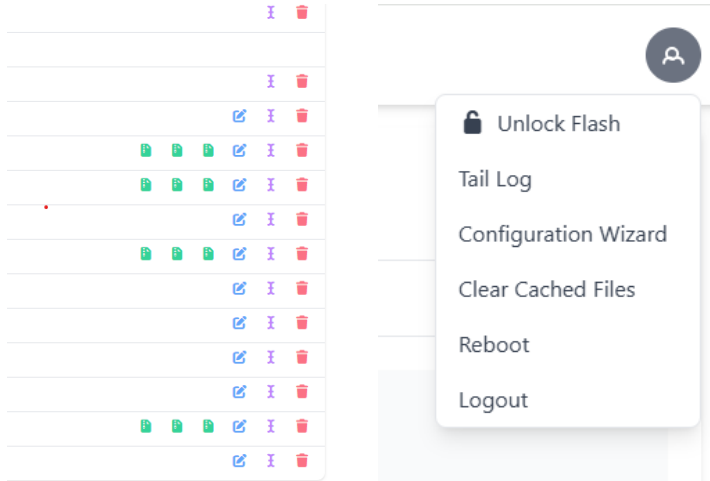 Unlock Flash
Tail Log
Configuration Wizard
Clear Cached Files
Reboot
Logout